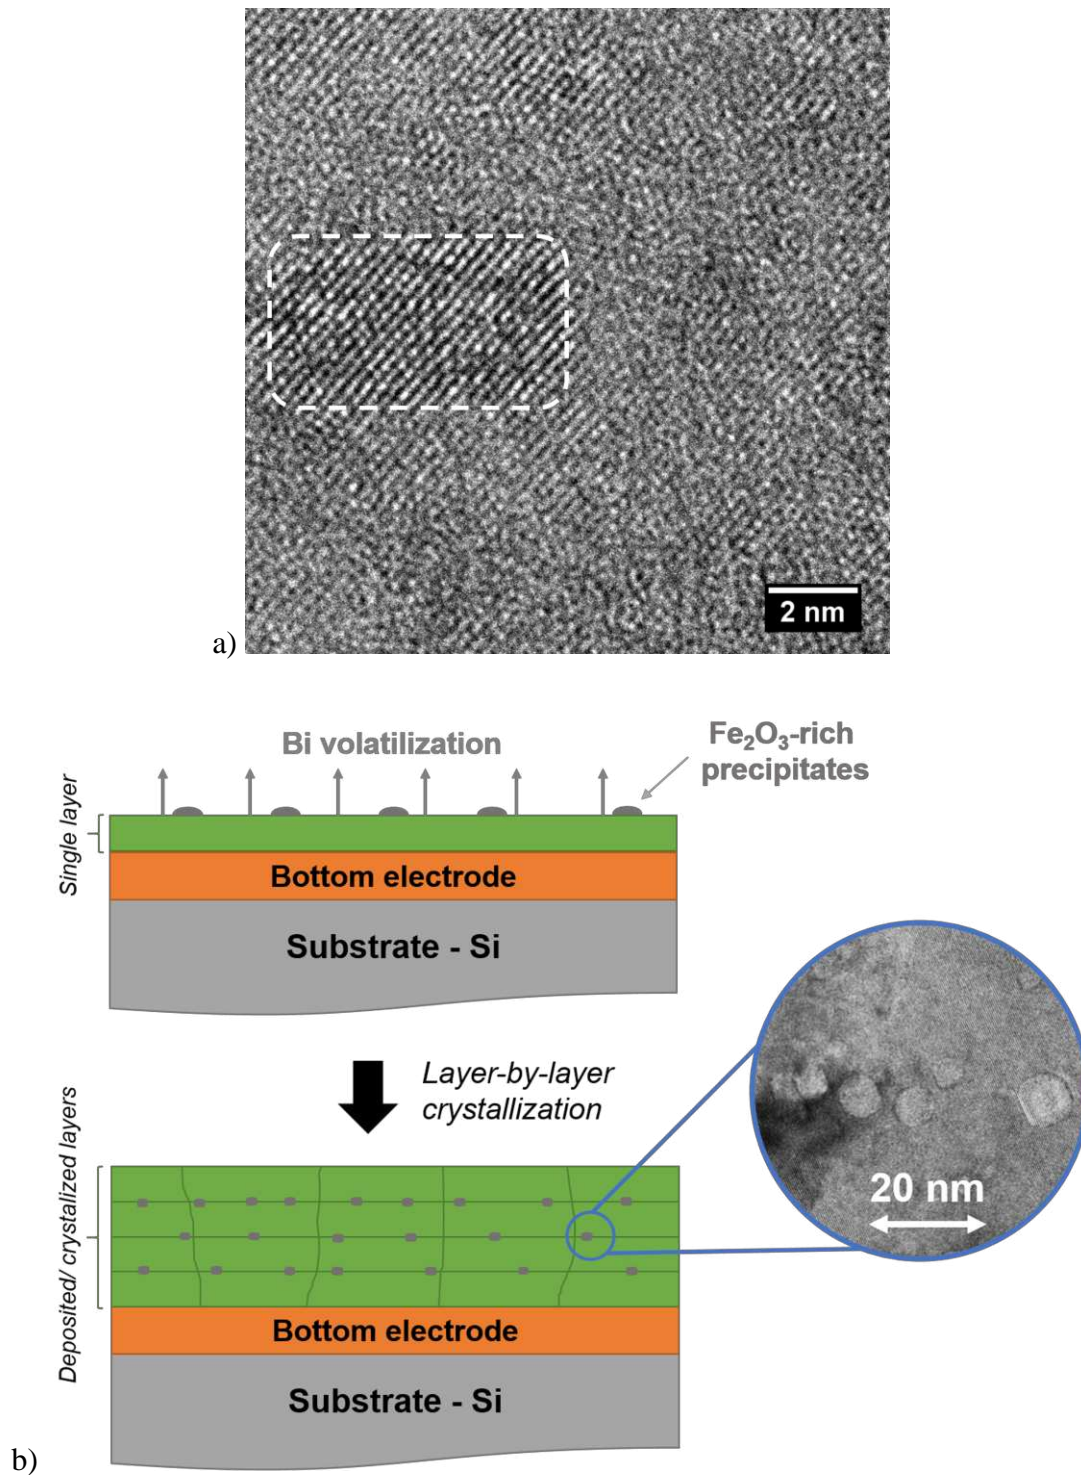 2 nm
a)
Bi volatilization
Fe₂O₃-rich
precipitates
Single layer
Bottom electrode
Substrate - Si
Layer-by-layer
crystallization
Deposited/ crystalized layers
20 nm
Bottom electrode
Substrate - Si
b)